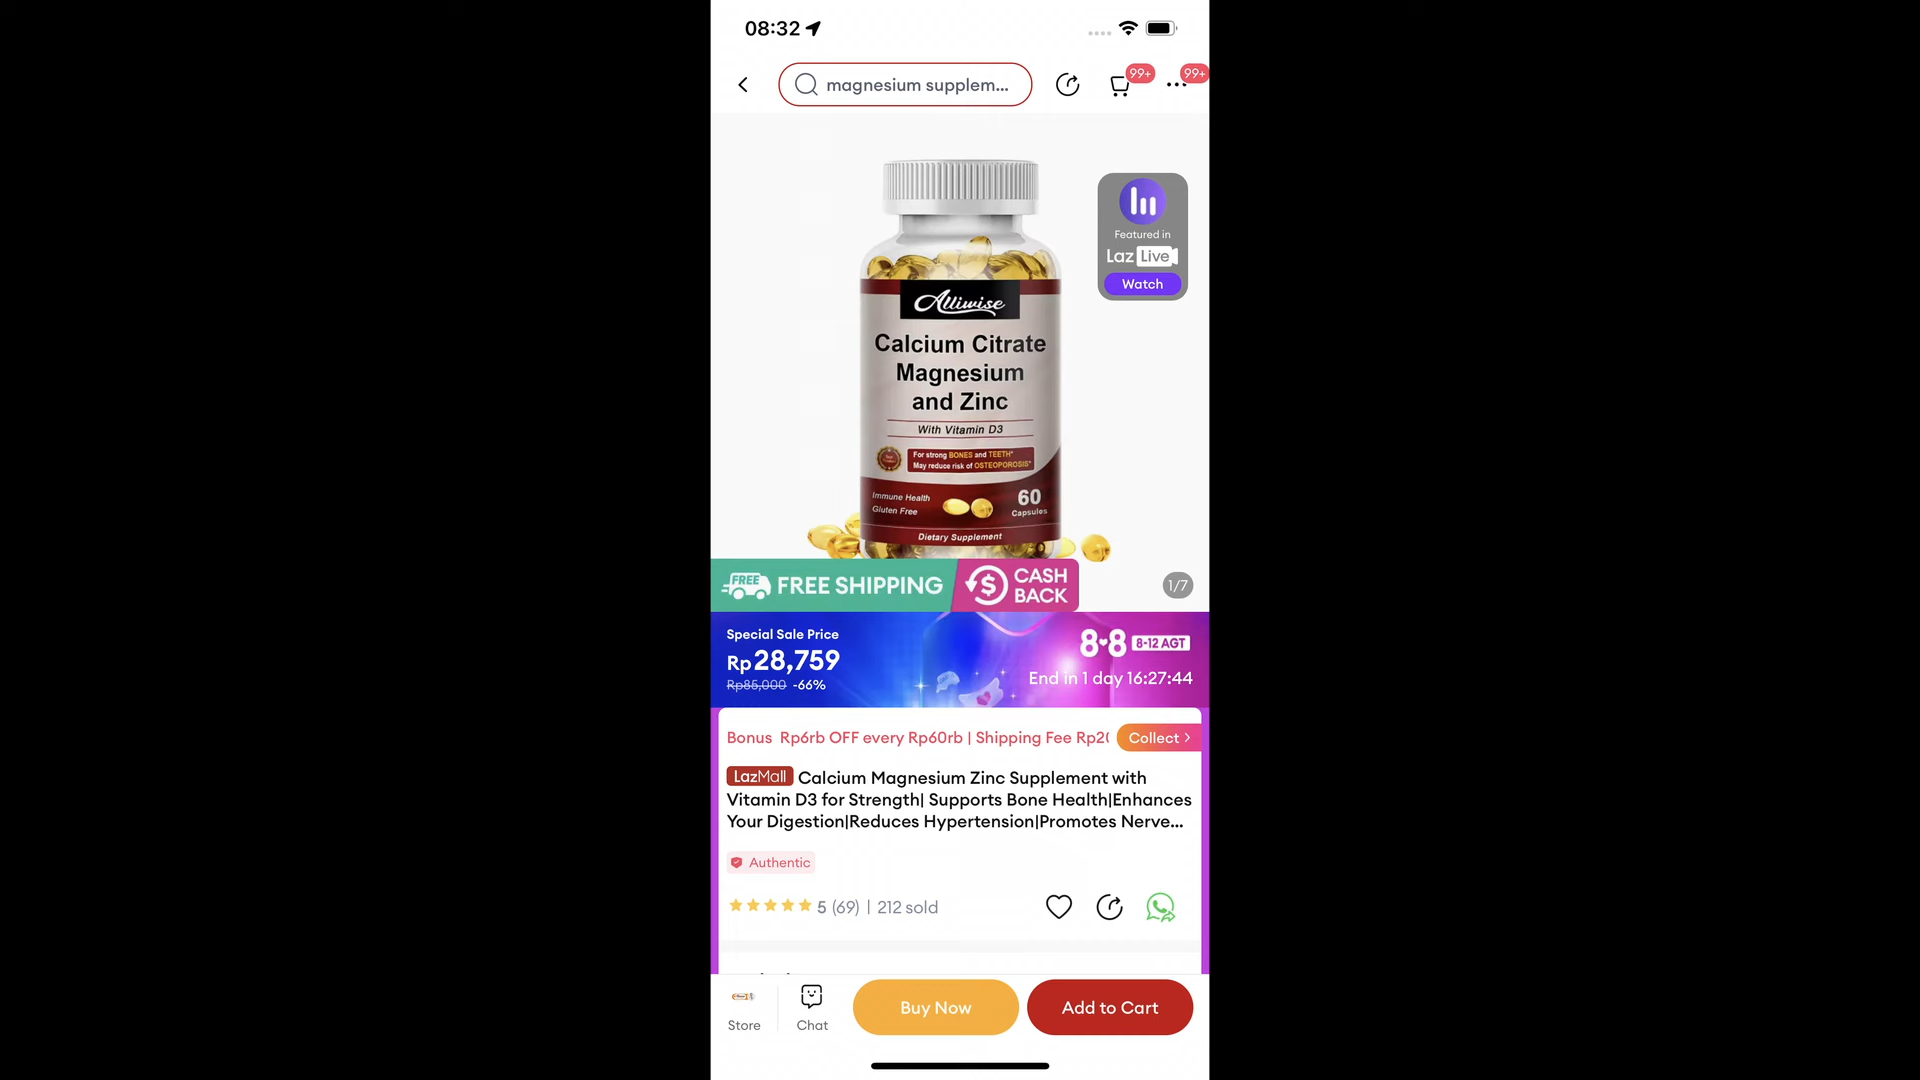 08:32
magnesium supplem...
99+
99+
Featured in
Laz Live
Watch
Alliwise
Calcium Citrate
Magnesium
and Zinc
With Vitamin D3
For strong BONES and TEETH*
May reduce risk of OSTEOPOROSIS*
Immune Health
Gluten Free
60
Capsules
Dietary Supplement
FREE
FREE SHIPPING
CASH
BACK
1/7
Special Sale Price
Rp28,759
Rp85,000 -66%
8•8 8-12 AGT
End in 1 day 16:27:44
Bonus Rp6rb OFF every Rp60rb | Shipping Fee Rp20
Collect >
LazMall Calcium Magnesium Zinc Supplement with
Vitamin D3 for Strength| Supports Bone Health|Enhances
Your Digestion|Reduces Hypertension|Promotes Nerve...
Authentic
5 (69) | 212 sold
Store
Chat
Buy Now
Add to Cart